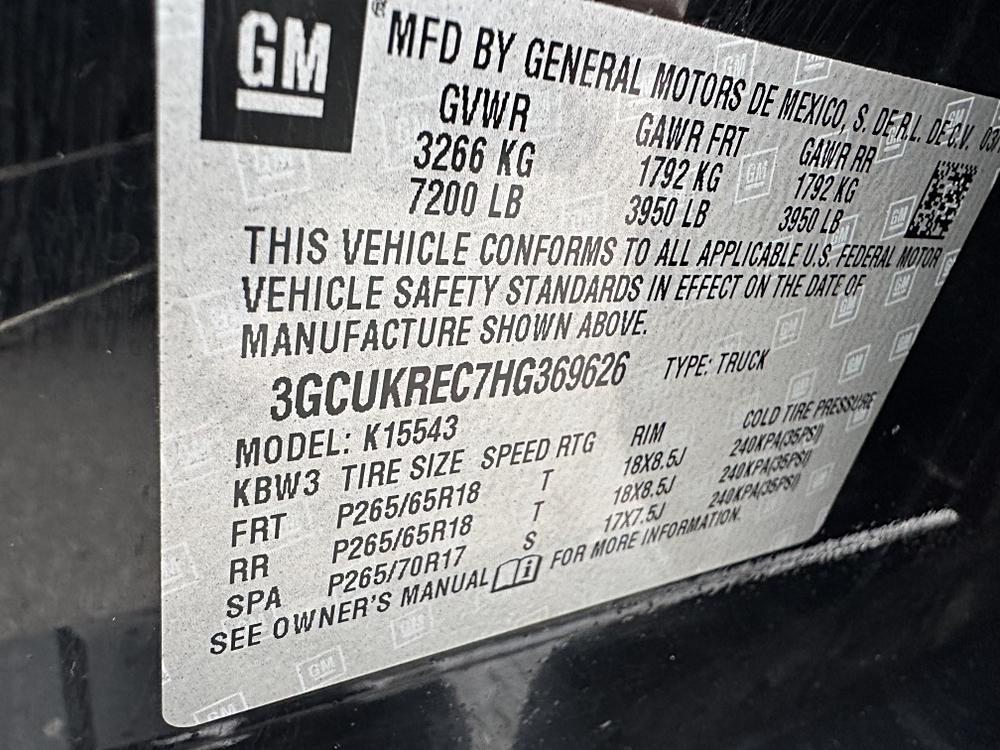 GM
MFD BY GENERAL MOTORS DE MEXICO, S. DE R.L. DE C.V.
GVWR GAWR FRT GAWR RR
3266 KG 1792 KG 1792 KG
7200 LB 3950 LB 3950 LB
THIS VEHICLE CONFORMS TO ALL APPLICABLE U.S. FEDERAL MOTOR
VEHICLE SAFETY STANDARDS IN EFFECT ON THE DATE OF
MANUFACTURE SHOWN ABOVE.
3GCUKREC7HG369626 TYPE: TRUCK
MODEL: K15543
KBW3 TIRE SIZE SPEED RTG RIM COLD TIRE PRESSURE
FRT P265/65R18 T 18X8.5J 240KPA(35PSI)
RR P265/65R18 T 18X8.5J 240KPA(35PSI)
SPA P265/70R17 S 17X7.5J 240KPA(35PSI)
SEE OWNER'S MANUAL FOR MORE INFORMATION.